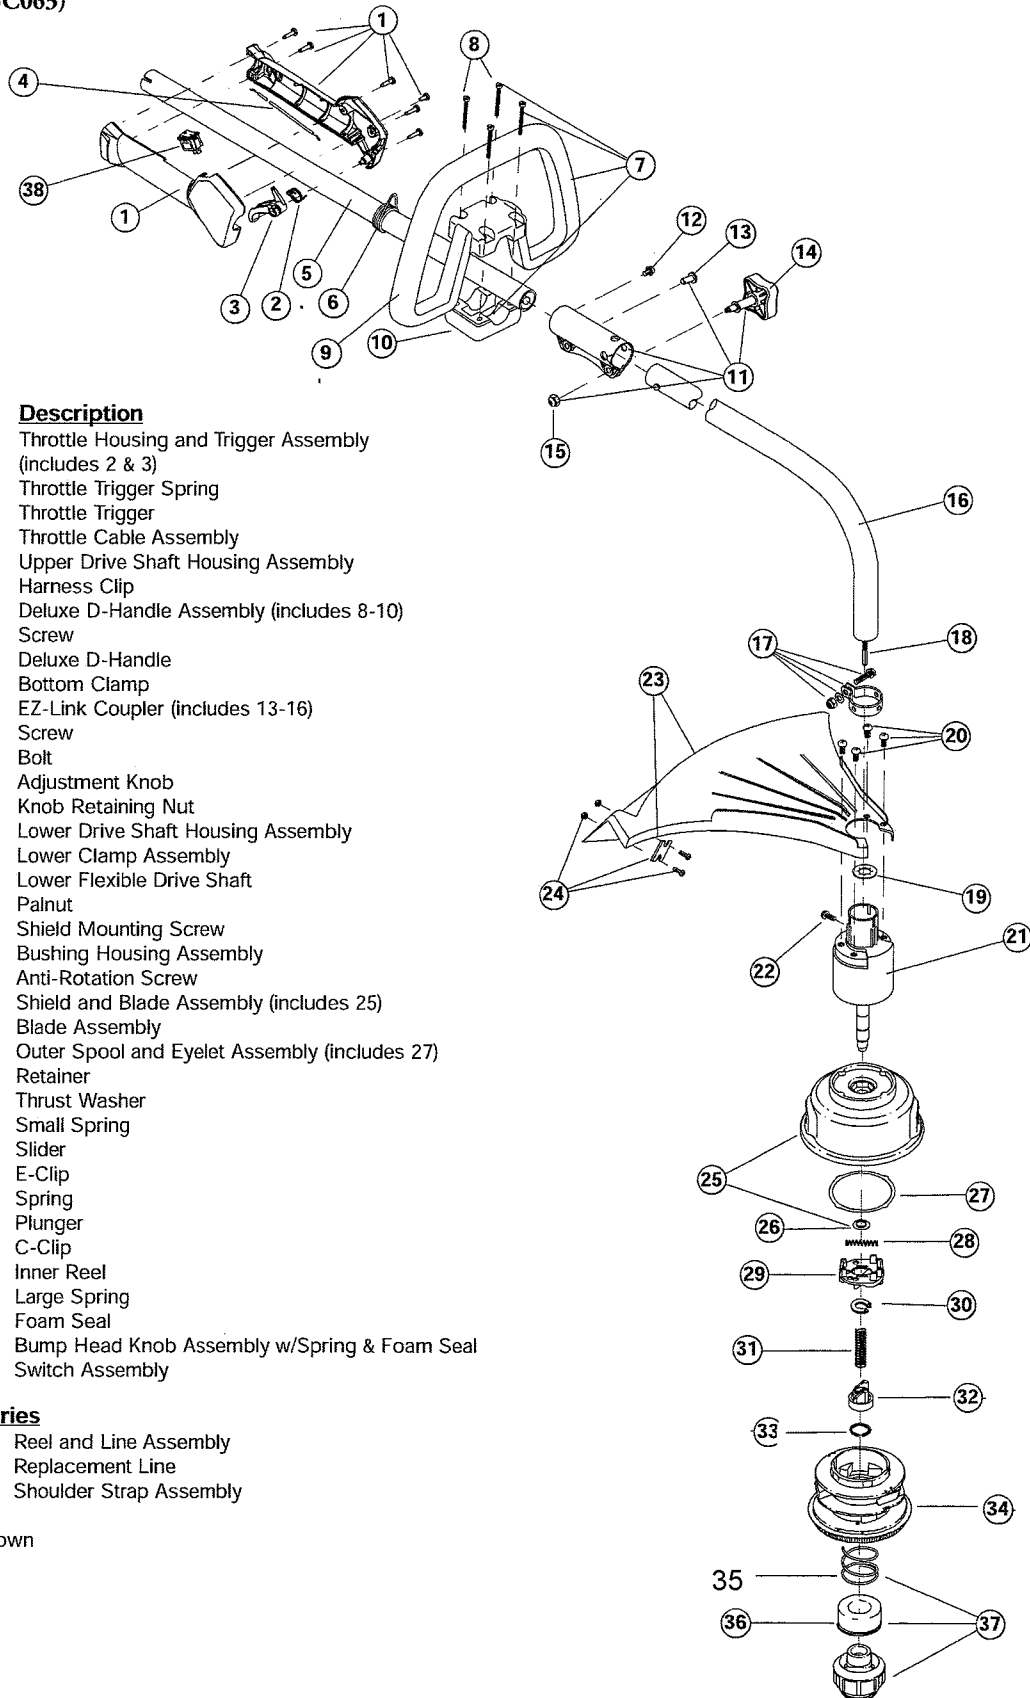 C065)
1
8
4
7
38
1
12
13
14
5
3
2
6
9
10
11
15
Description
Throttle Housing and Trigger Assembly
(includes 2 & 3)
Throttle Trigger Spring
Throttle Trigger
Throttle Cable Assembly
Upper Drive Shaft Housing Assembly
Harness Clip
Deluxe D-Handle Assembly (includes 8-10)
Screw
Deluxe D-Handle
Bottom Clamp
EZ-Link Coupler (includes 13-16)
Screw
Bolt
Adjustment Knob
Knob Retaining Nut
Lower Drive Shaft Housing Assembly
Lower Clamp Assembly
Lower Flexible Drive Shaft
Palnut
Shield Mounting Screw
Bushing Housing Assembly
Anti-Rotation Screw
Shield and Blade Assembly (includes 25)
Blade Assembly
Outer Spool and Eyelet Assembly (includes 27)
Retainer
Thrust Washer
Small Spring
Slider
E-Clip
Spring
Plunger
C-Clip
Inner Reel
Large Spring
Foam Seal
Bump Head Knob Assembly w/Spring & Foam Seal
Switch Assembly
ries
Reel and Line Assembly
Replacement Line
Shoulder Strap Assembly
own
16
17
18
23
20
24
19
21
22
25
27
26
28
29
30
31
32
33
34
35
36
37